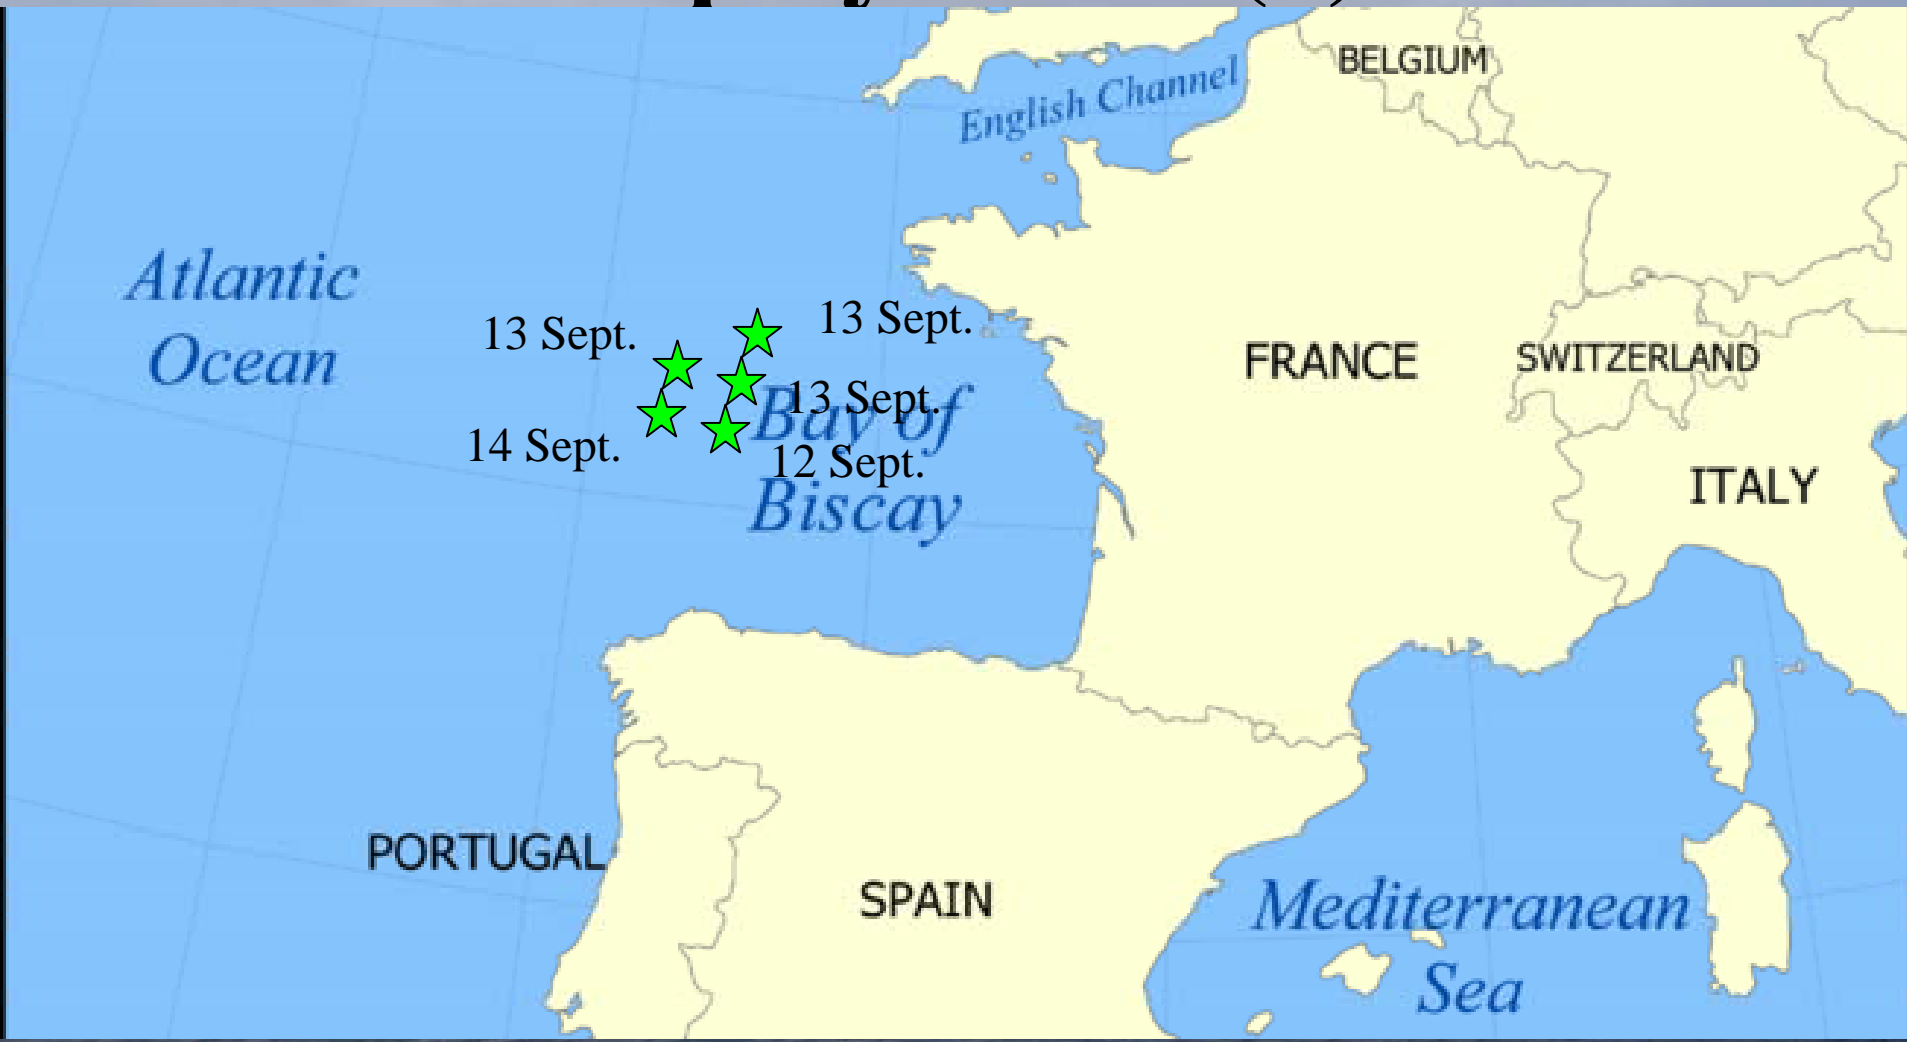 BELGIUM
English Channel
Atlantic
Ocean
13 Sept.
13 Sept.
FRANCE
SWITZERLAND
13 Sept.
Bay of
14 Sept.
12 Sept.
Biscay
ITALY
PORTUGAL
SPAIN
Mediterranean
Sea